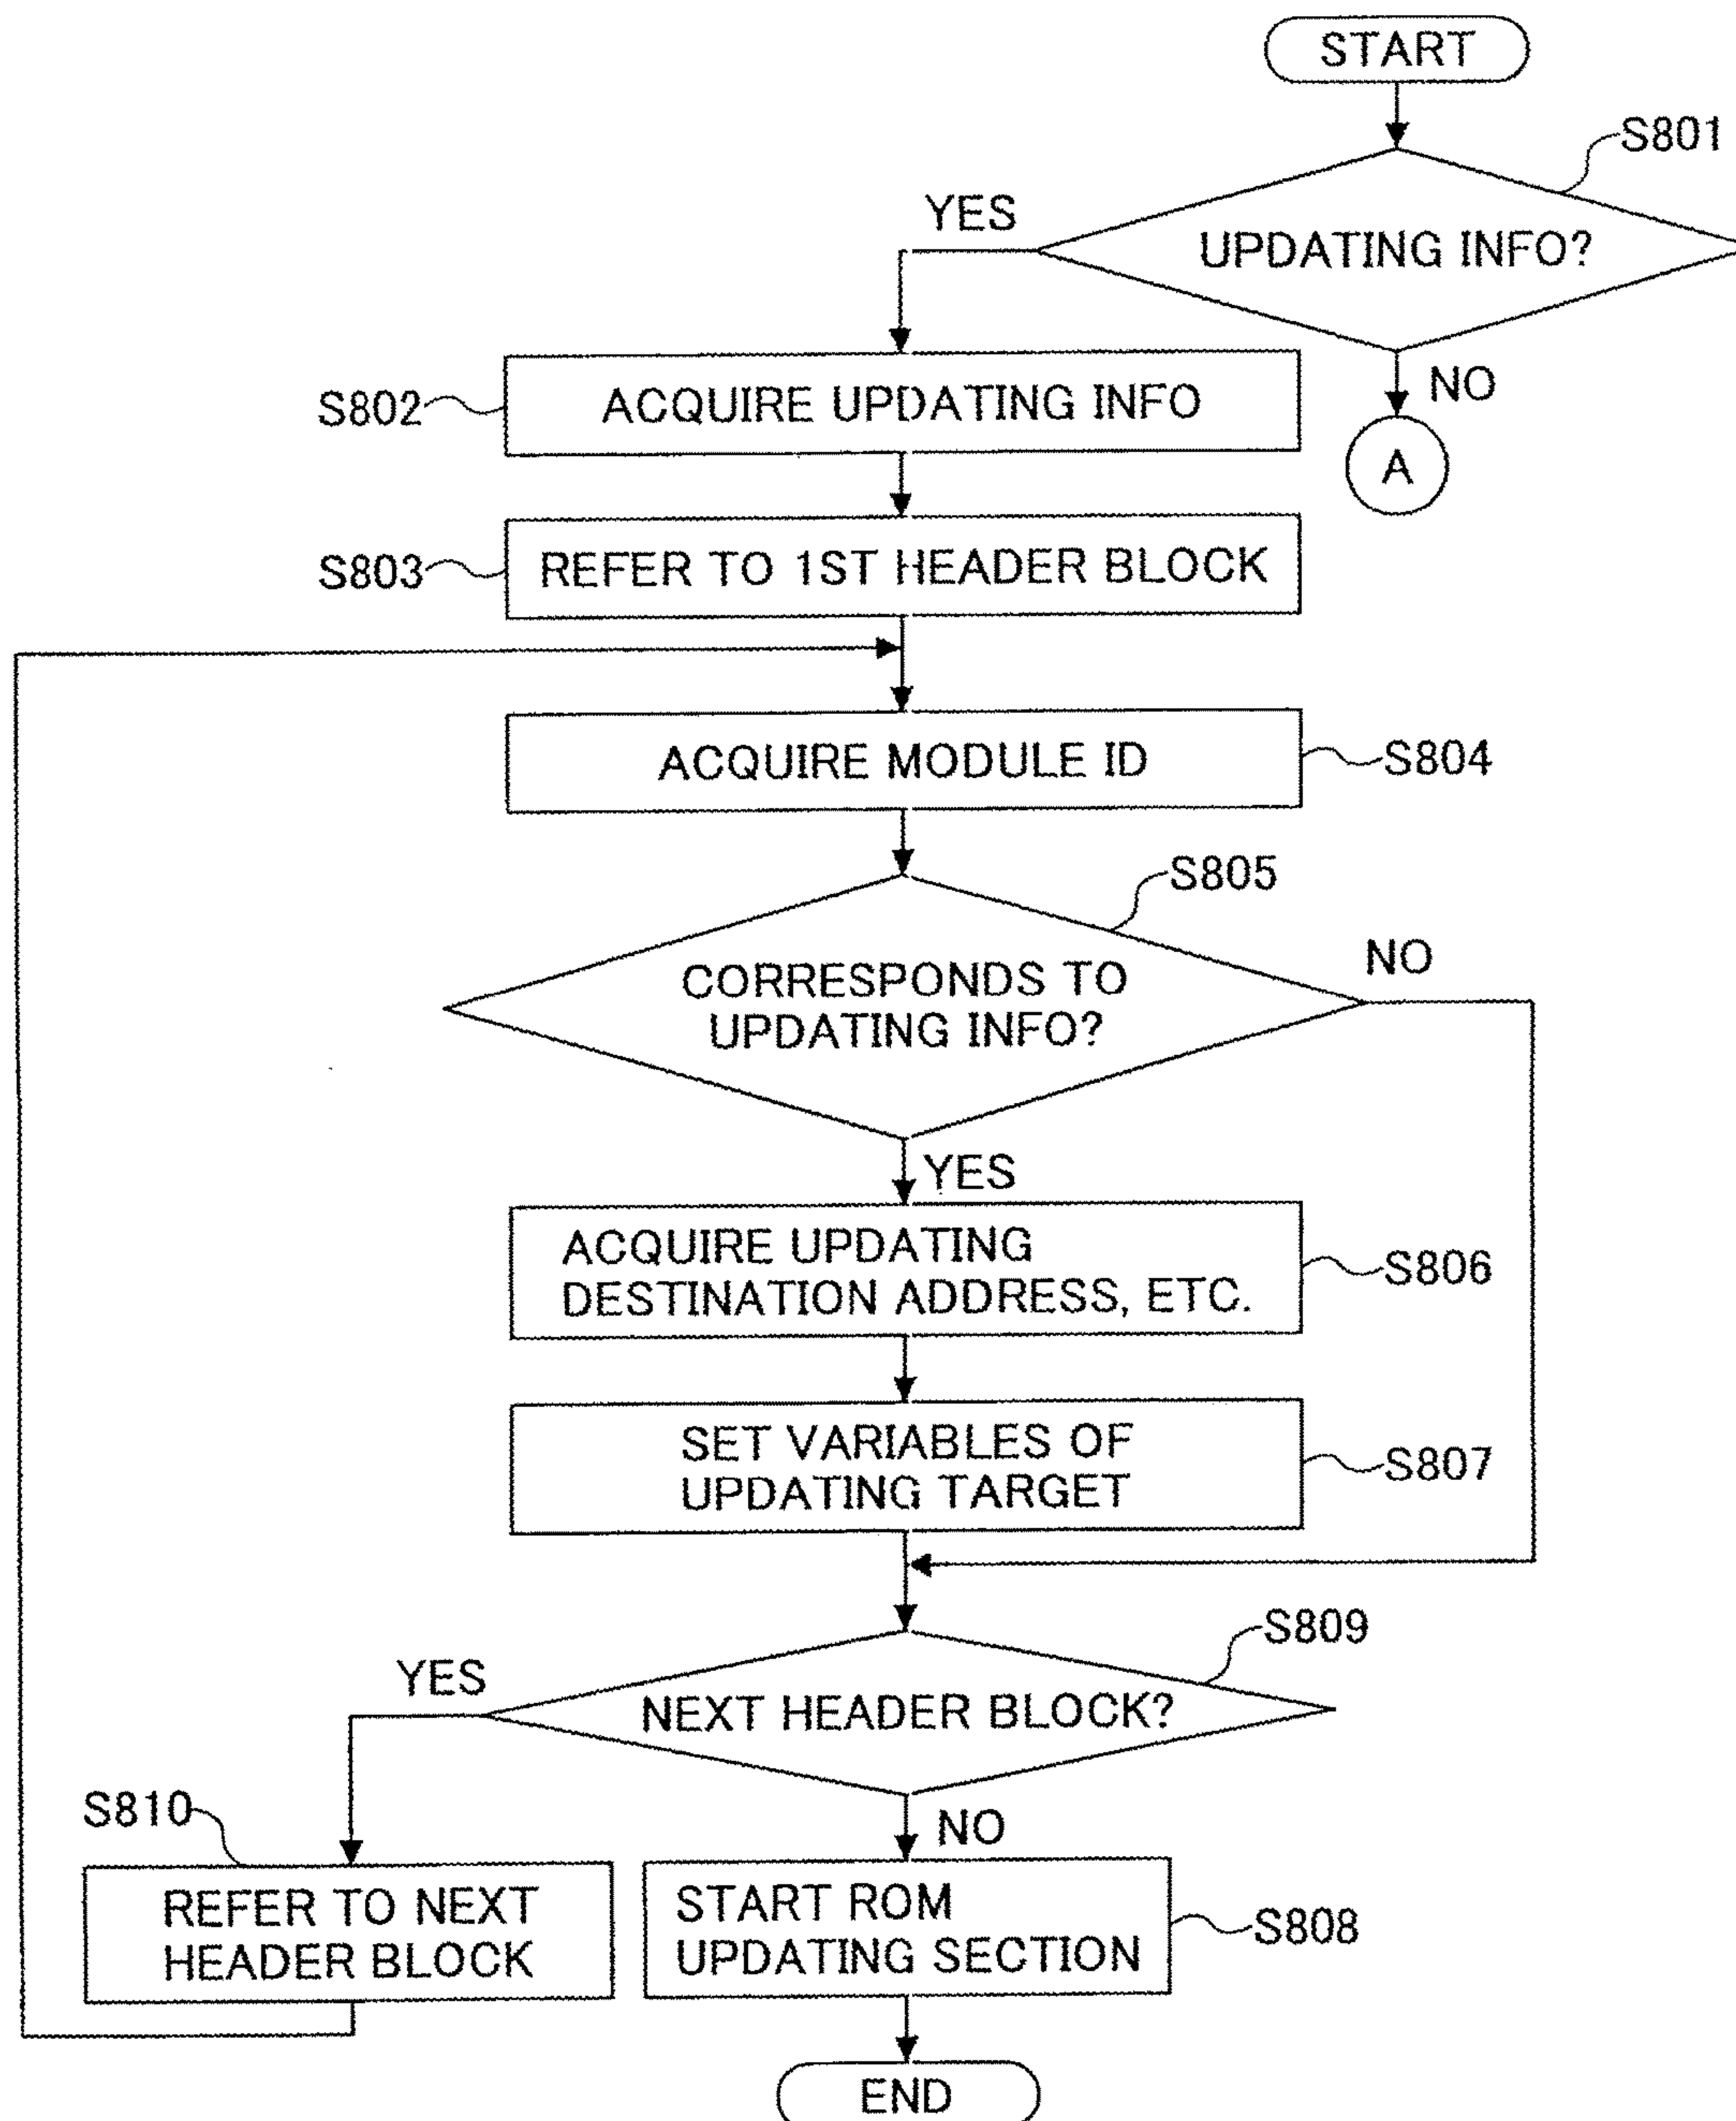 START
S801
YES
UPDATING INFO?
NO
A
S802
ACQUIRE UPDATING INFO
S803
REFER TO 1ST HEADER BLOCK
ACQUIRE MODULE ID
S804
S805
NO
CORRESPONDS TO
UPDATING INFO?
YES
ACQUIRE UPDATING
DESTINATION ADDRESS, ETC.
S806
SET VARIABLES OF
UPDATING TARGET
S807
S809
YES
NEXT HEADER BLOCK?
S810
NO
REFER TO NEXT
HEADER BLOCK
START ROM
UPDATING SECTION
S808
END